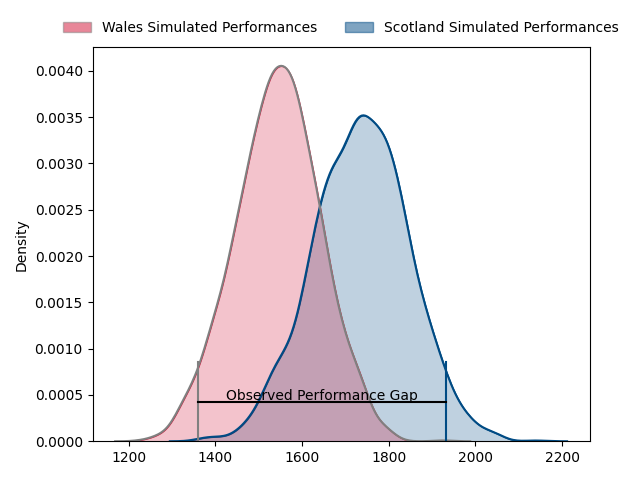 Wales Simulated Performances Scotland Simulated Performances
0.0040
0.0035
0.0030
0.0025
0.0020
0.0015
0.0010
0.0005
0.0000
Density
Observed Performance Gap
1200 1400 1600 1800 2000 2200